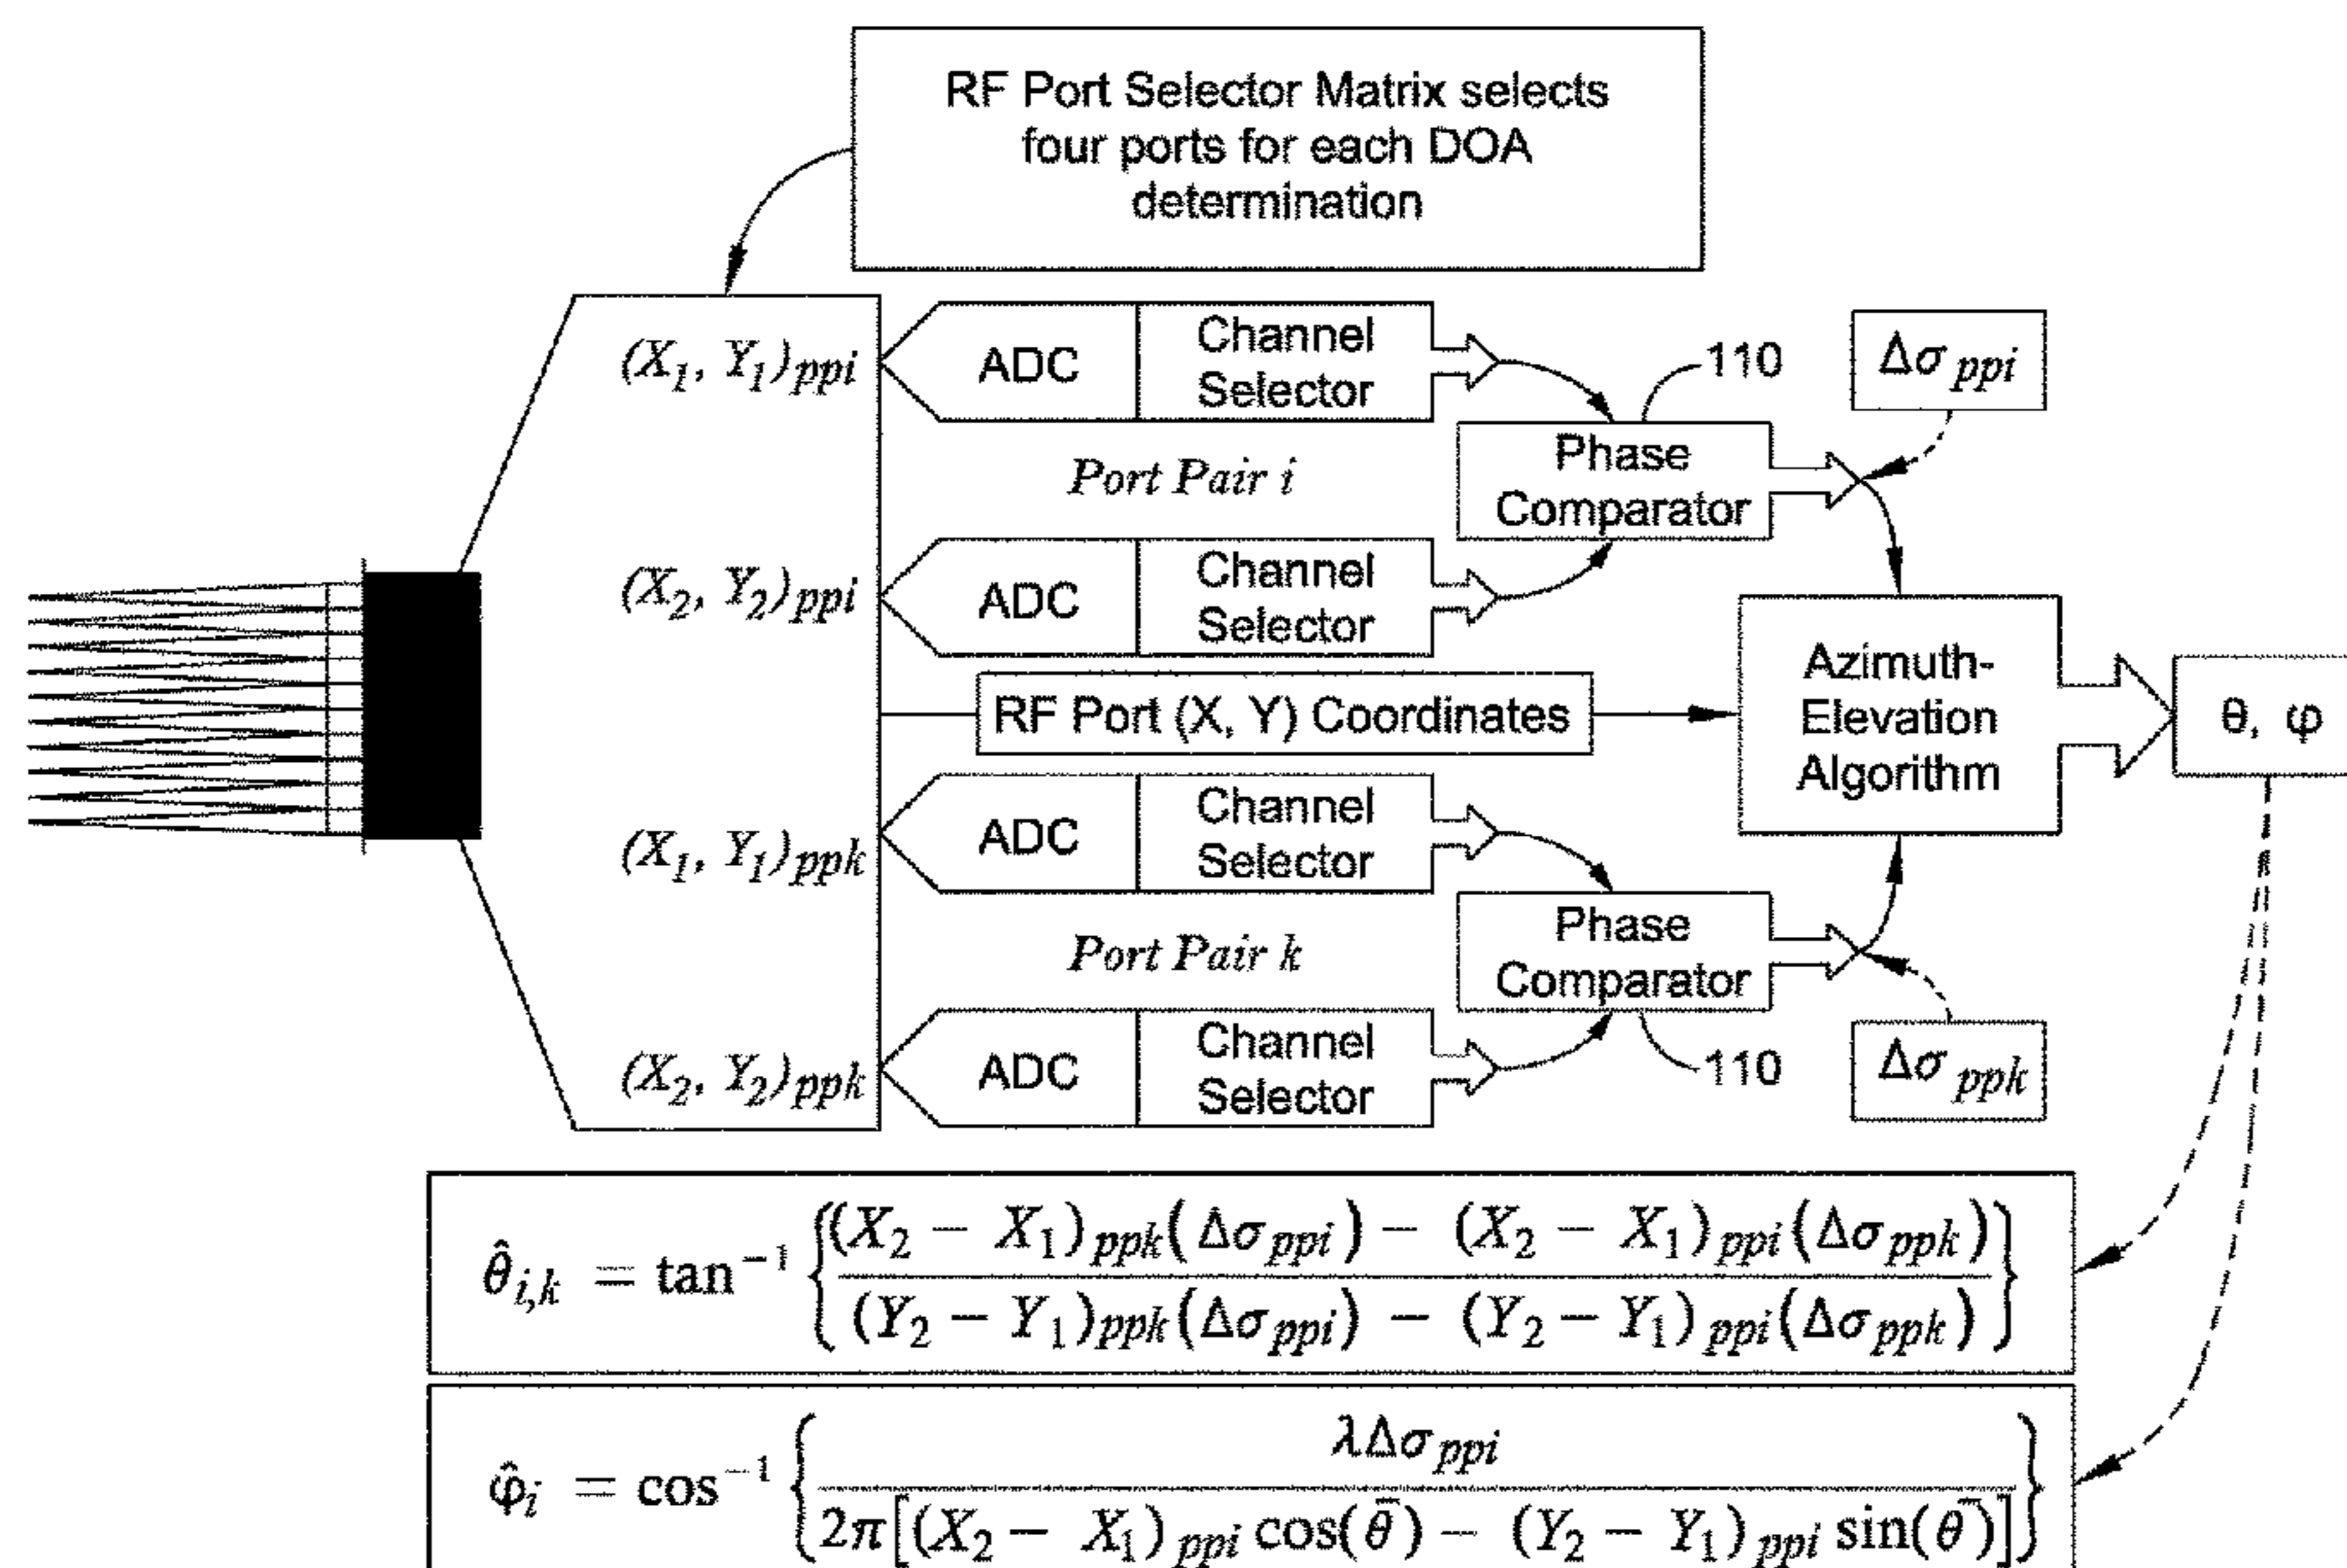 RF Port Selector Matrix selects
four ports for each DOA
determination
(X₁, Y₁)ppi
ADC
Channel
Selector
110
Δσ ppi
Port Pair i
Phase
Comparator
(X₂, Y₂)ppi
ADC
Channel
Selector
RF Port (X, Y) Coordinates
Azimuth-
Elevation
Algorithm
θ, φ
(X₁, Y₁)ppk
ADC
Channel
Selector
Port Pair k
Phase
Comparator
(X₂, Y₂)ppk
ADC
Channel
Selector
110
Δσ ppk
θ̂i,k = tan⁻¹ {(X₂ − X₁)ppk(Δσppi) − (X₂ − X₁)ppi(Δσppk)
(Y₂ − Y₁)ppk(Δσppi) − (Y₂ − Y₁)ppi(Δσppk)}
φ̂i = cos⁻¹ {λΔσppi
2π[(X₂ − X₁)ppi cos(θ̄) − (Y₂ − Y₁)ppi sin(θ̄)]}